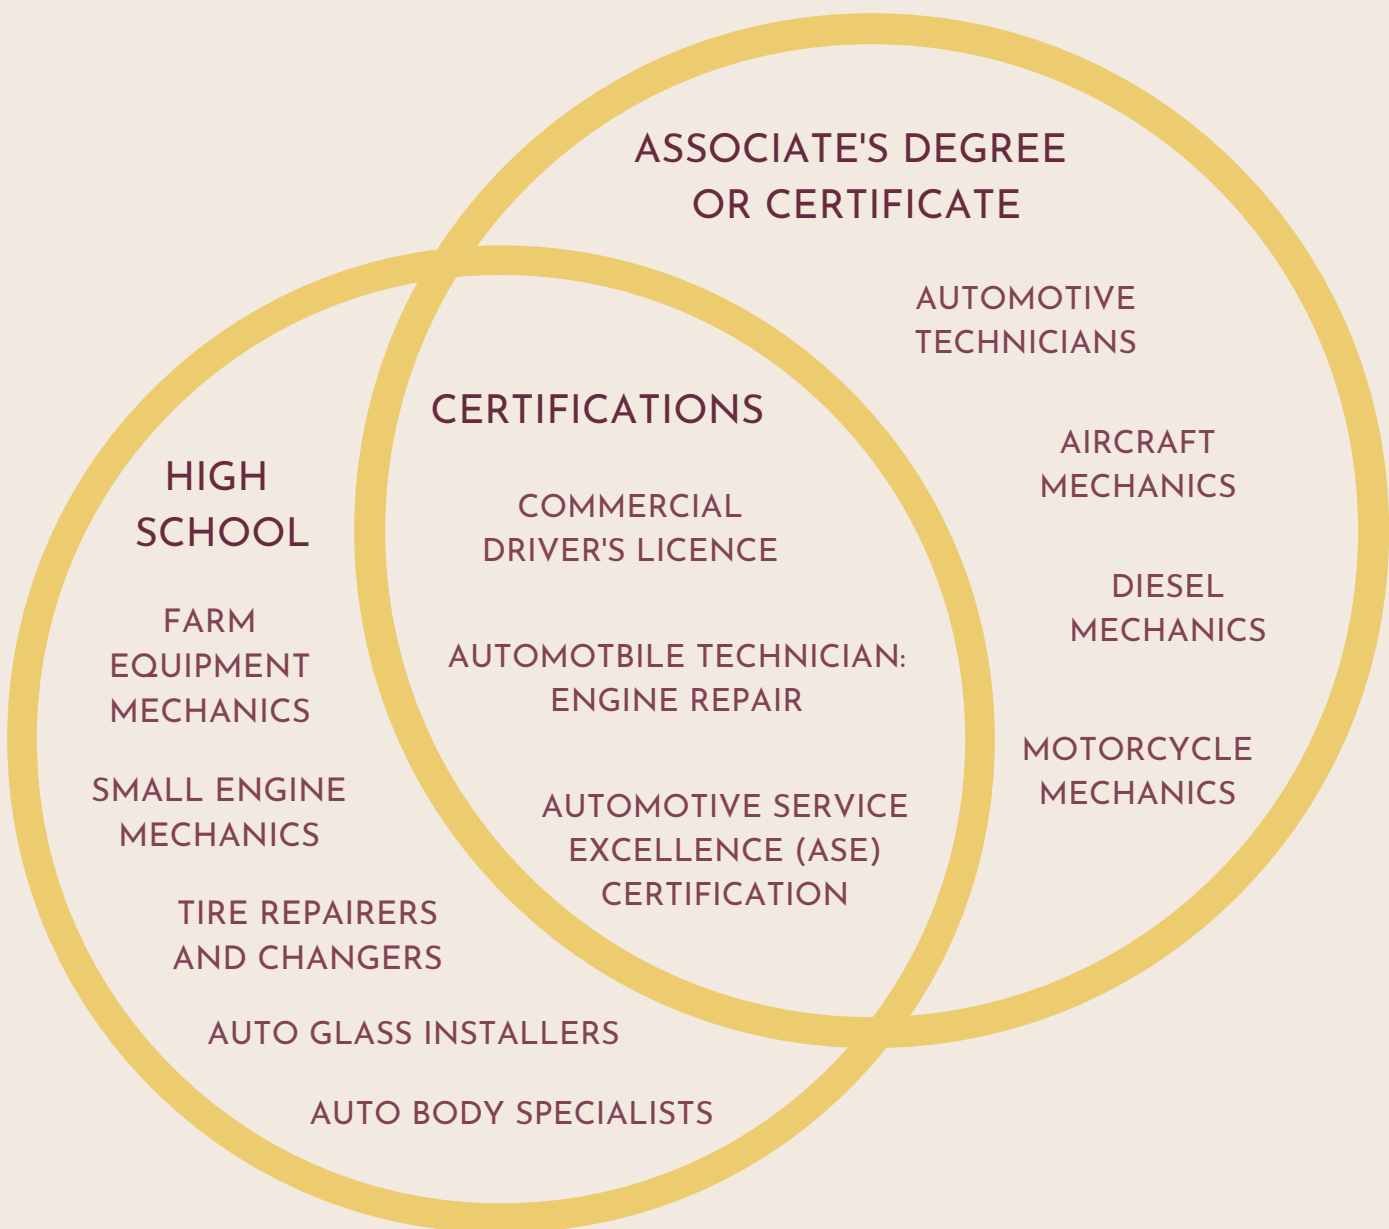 ASSOCIATE'S DEGREE
OR CERTIFICATE
AUTOMOTIVE
TECHNICIANS
AIRCRAFT
MECHANICS
DIESEL
MECHANICS
MOTORCYCLE
MECHANICS
CERTIFICATIONS
COMMERCIAL
DRIVER'S LICENCE
AUTOMOTBILE TECHNICIAN:
ENGINE REPAIR
AUTOMOTIVE SERVICE
EXCELLENCE (ASE)
CERTIFICATION
HIGH
SCHOOL
FARM
EQUIPMENT
MECHANICS
SMALL ENGINE
MECHANICS
TIRE REPAIRERS
AND CHANGERS
AUTO GLASS INSTALLERS
AUTO BODY SPECIALISTS